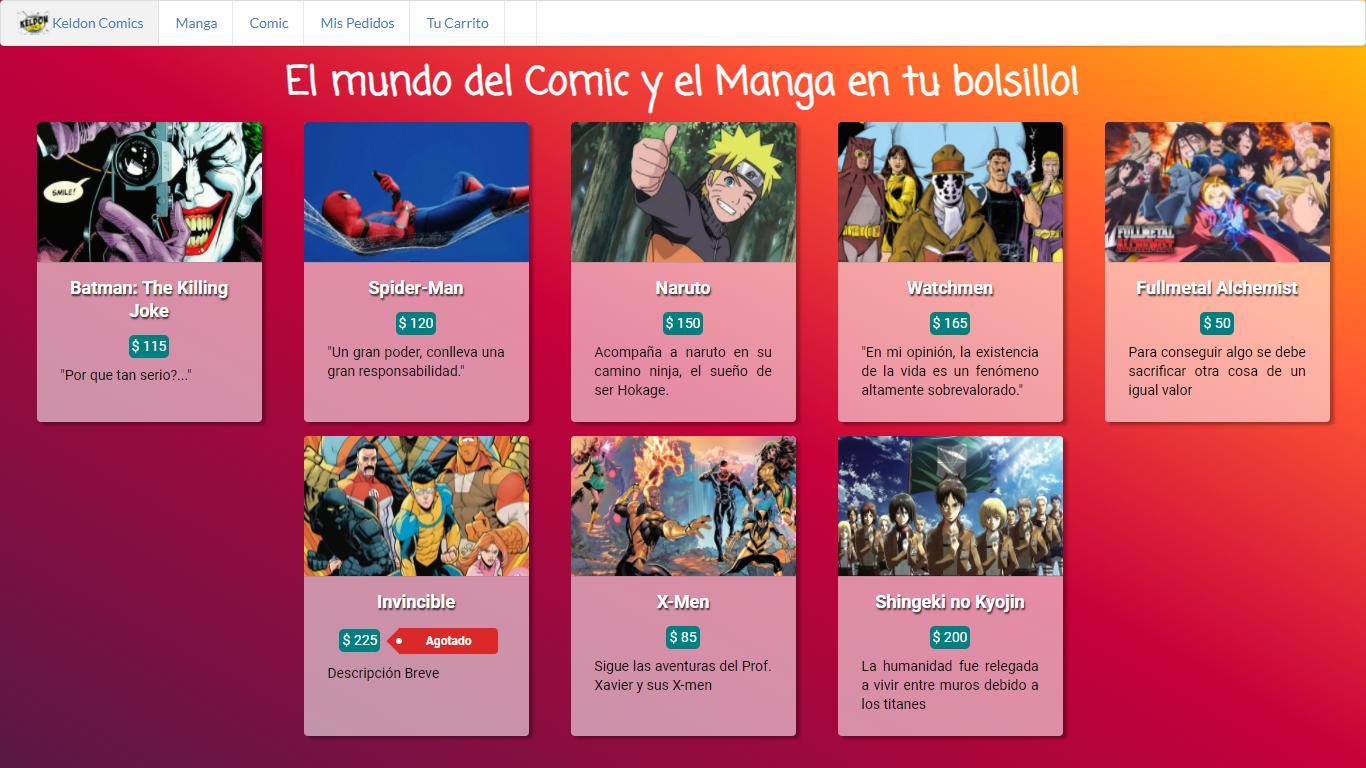 KELDON Keldon Comics Manga Comic Mis Pedidos Tu Carrito
El mundo del Comic y el Manga en tu bolsillo!
SMILE!
Batman: The Killing
Joke
$ 115
"Por que tan serio?..."
Spider-Man
$ 120
"Un gran poder, conlleva una
gran responsabilidad."
Naruto
$ 150
Acompaña a naruto en su
camino ninja, el sueño de
ser Hokage.
Watchmen
$ 165
"En mi opinión, la existencia
de la vida es un fenómeno
altamente sobrevalorado."
FULLMETAL
ALCHEMIST
Fullmetal Alchemist
$ 50
Para conseguir algo se debe
sacrificar otra cosa de un
igual valor
Invincible
$ 225 Agotado
Descripción Breve
X-Men
$ 85
Sigue las aventuras del Prof.
Xavier y sus X-men
Shingeki no Kyojin
$ 200
La humanidad fue relegada
a vivir entre muros debido a
los titanes